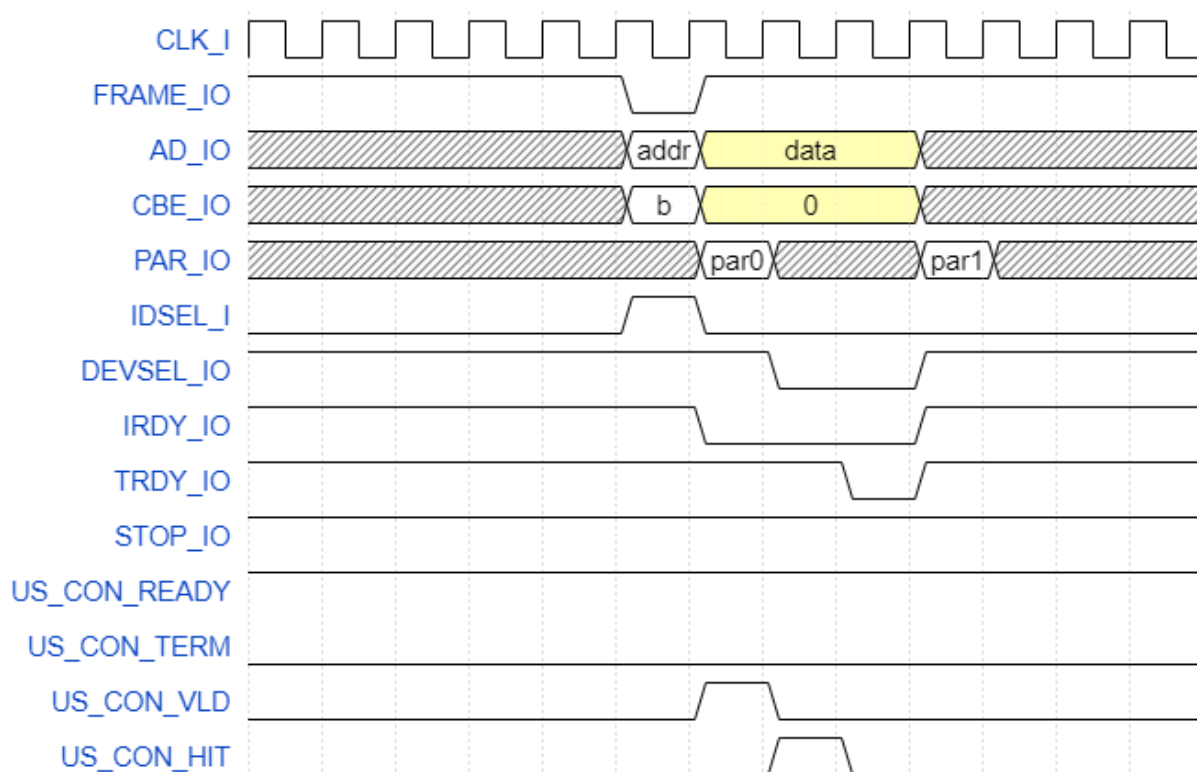 CLK_I
FRAME_IO
AD_IO addr data
CBE_IO b 0
PAR_IO par0 par1
IDSEL_I
DEVSEL_IO
IRDY_IO
TRDY_IO
STOP_IO
US_CON_READY
US_CON_TERM
US_CON_VLD
US_CON_HIT